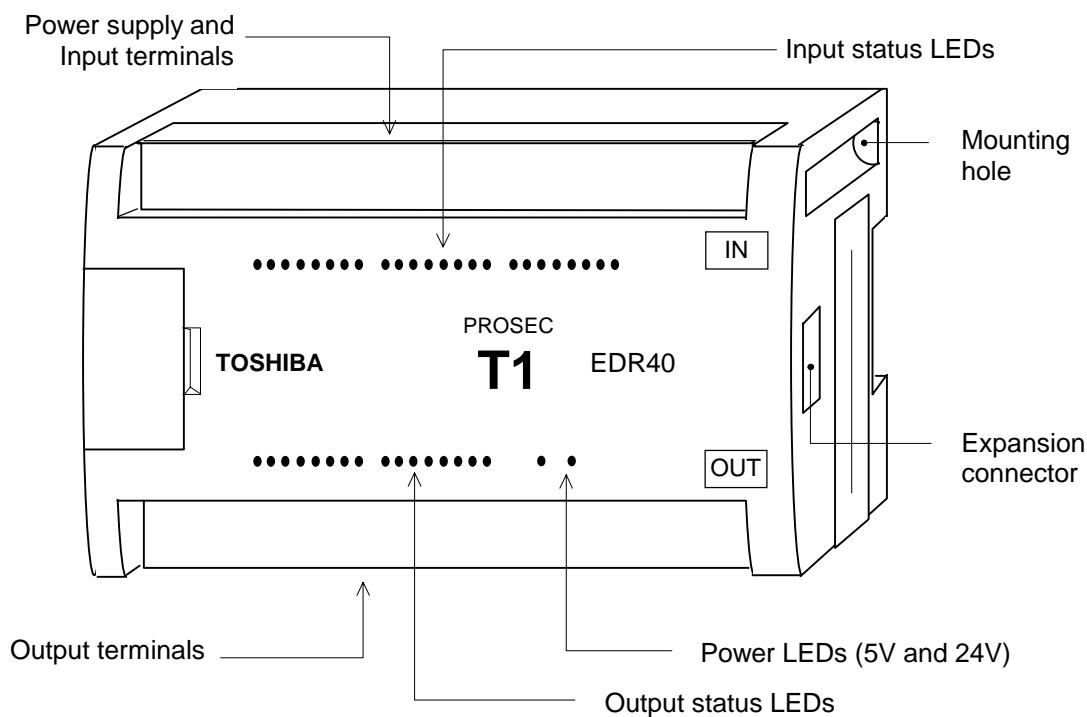 Power supply and
Input terminals
Input status LEDs
Mounting
hole
IN
PROSEC
TOSHIBA
T1
EDR40
Expansion
connector
OUT
Output terminals
Power LEDs (5V and 24V)
Output status LEDs